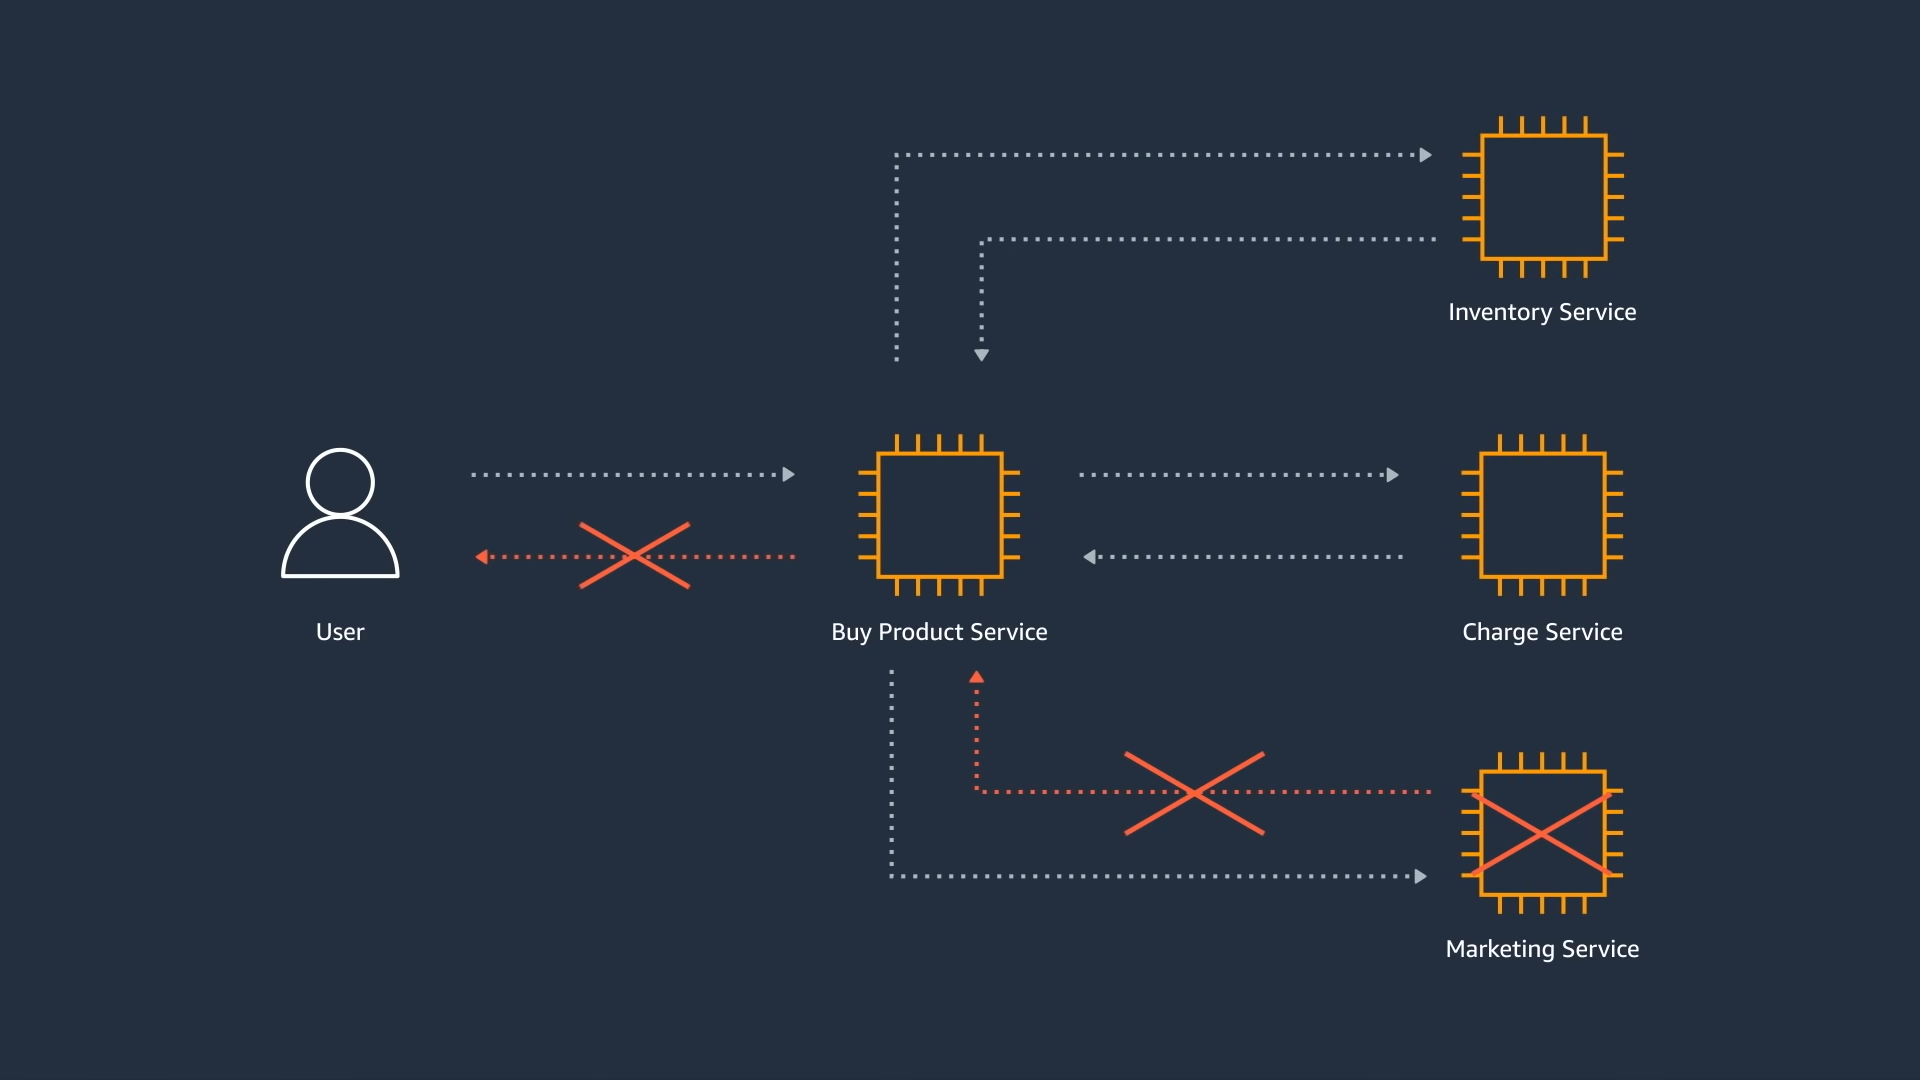 Inventory Service
User
Buy Product Service
Charge Service
Marketing Service